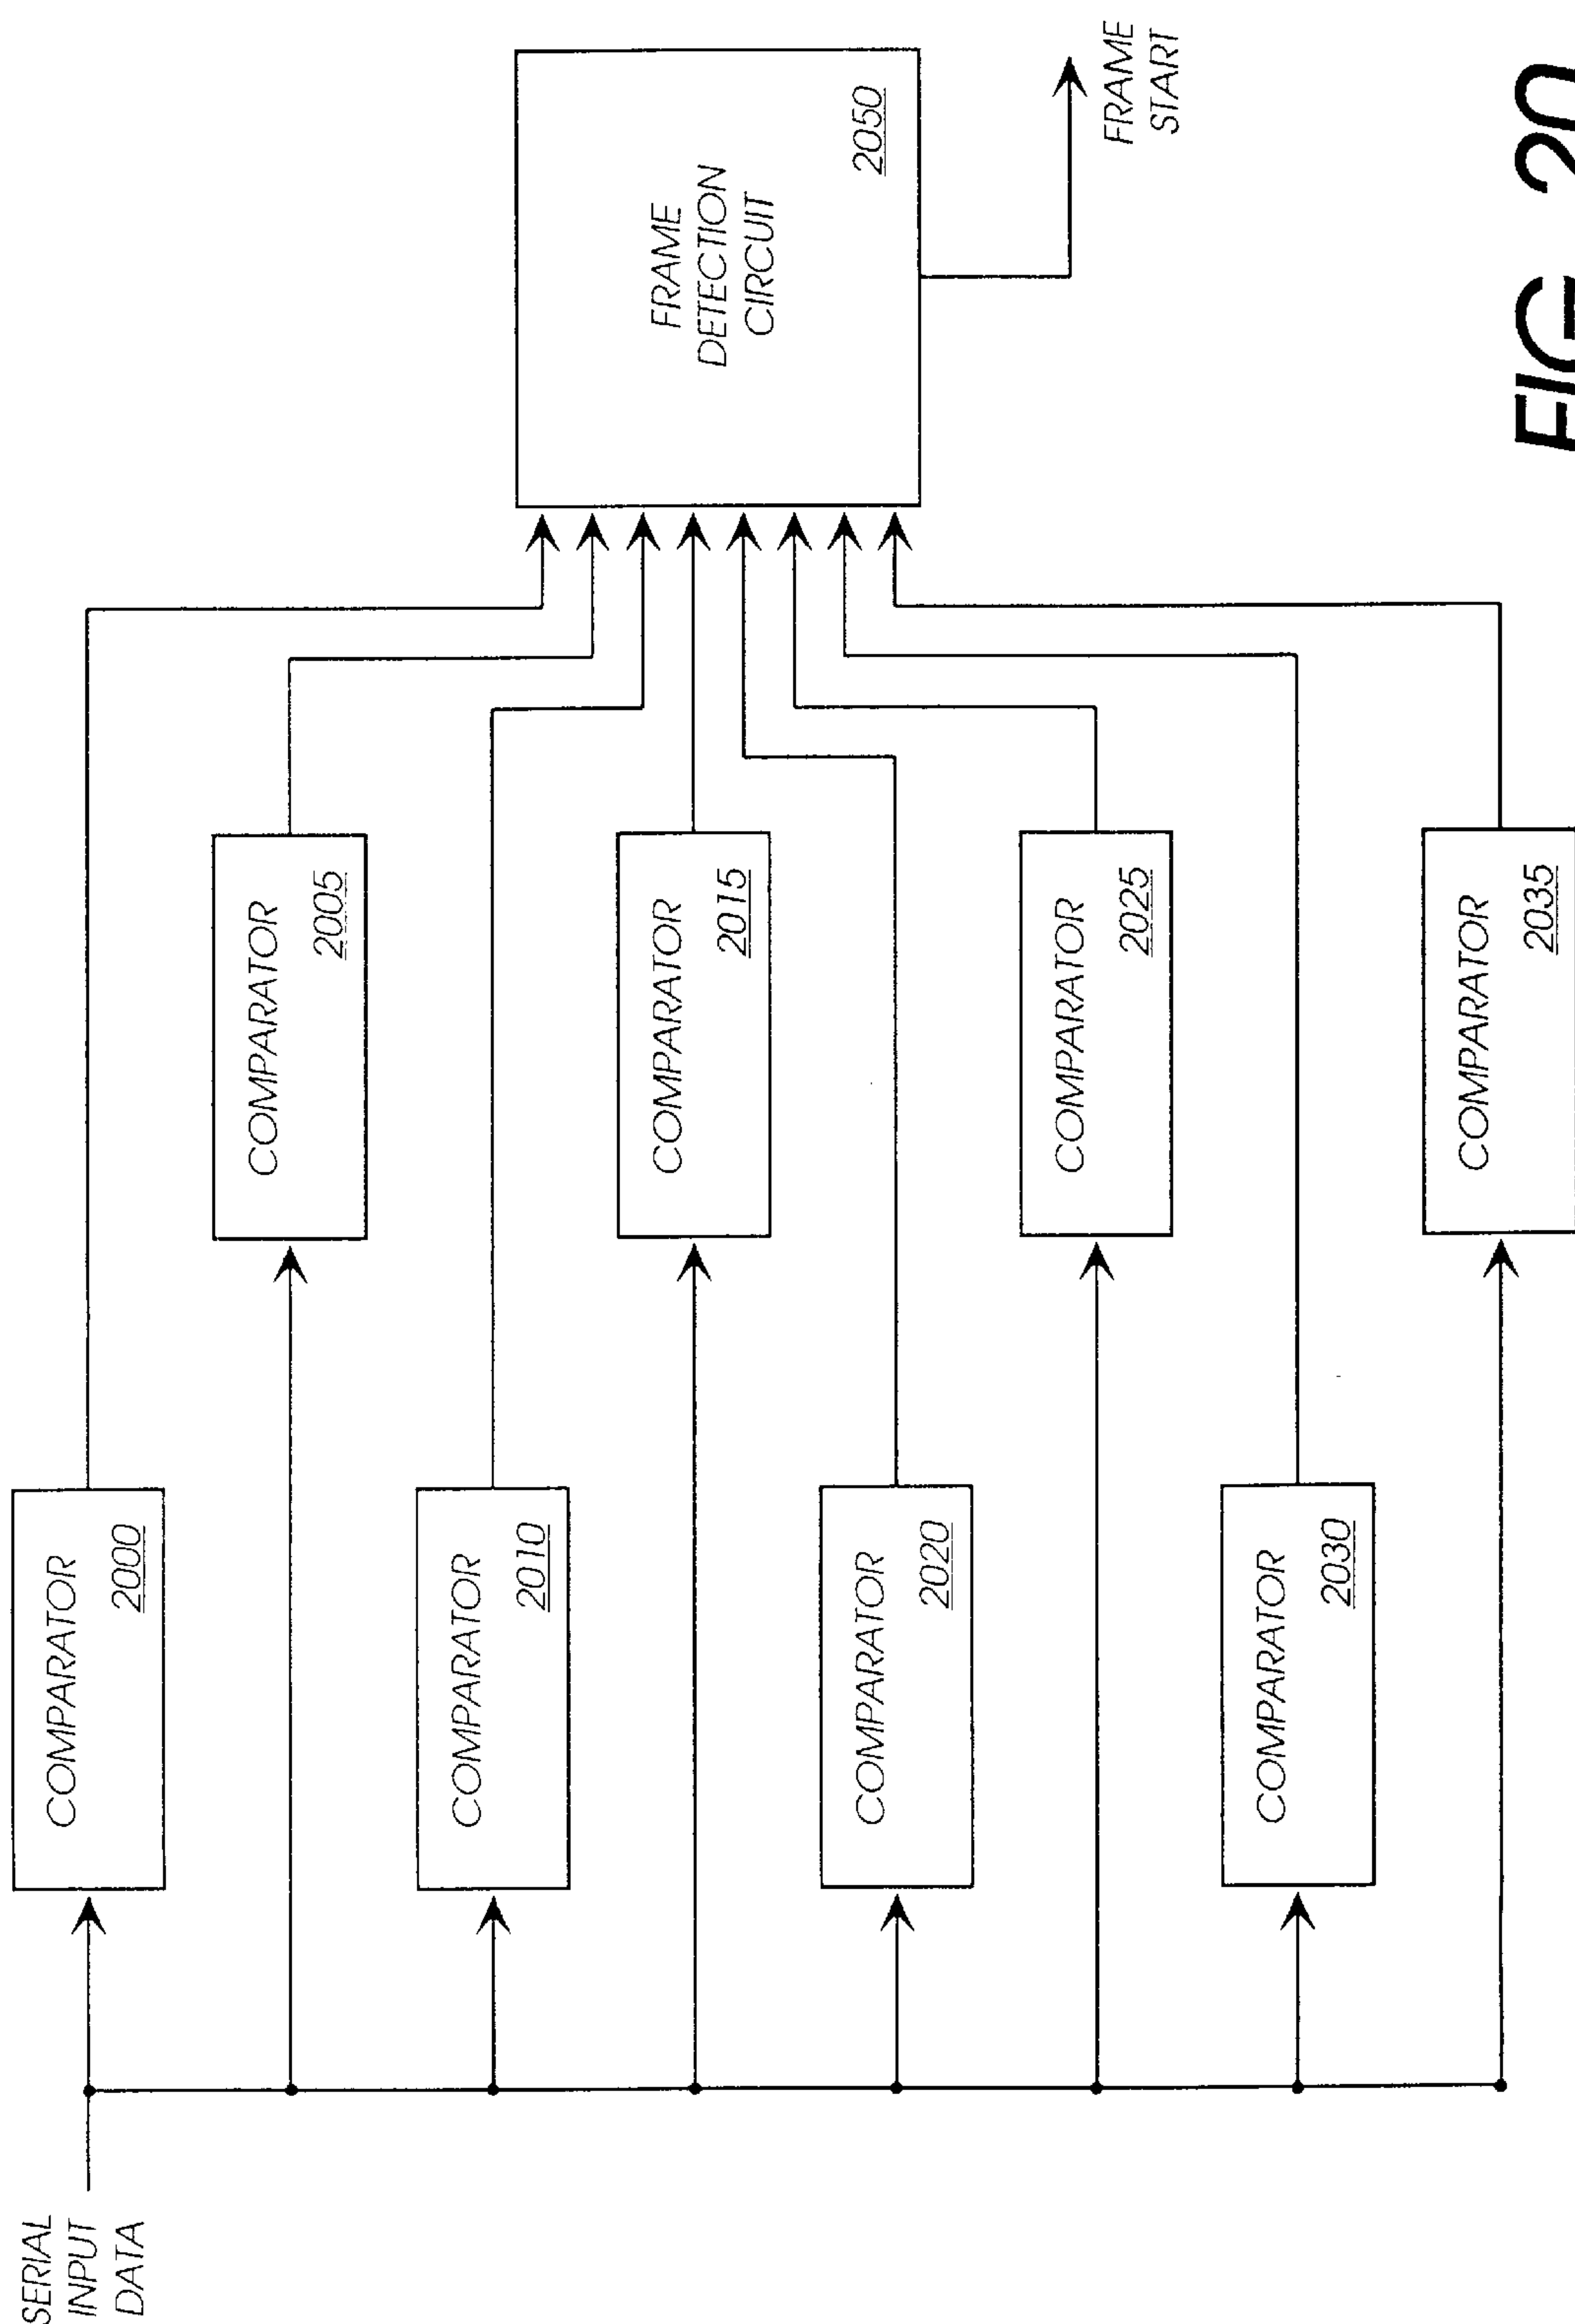 SERIAL
INPUT
DATA
COMPARATOR
2000
COMPARATOR
2005
COMPARATOR
2010
COMPARATOR
2015
COMPARATOR
2020
COMPARATOR
2025
COMPARATOR
2030
COMPARATOR
2035
FRAME
DETECTION
CIRCUIT
2050
FRAME
START
FIG_20